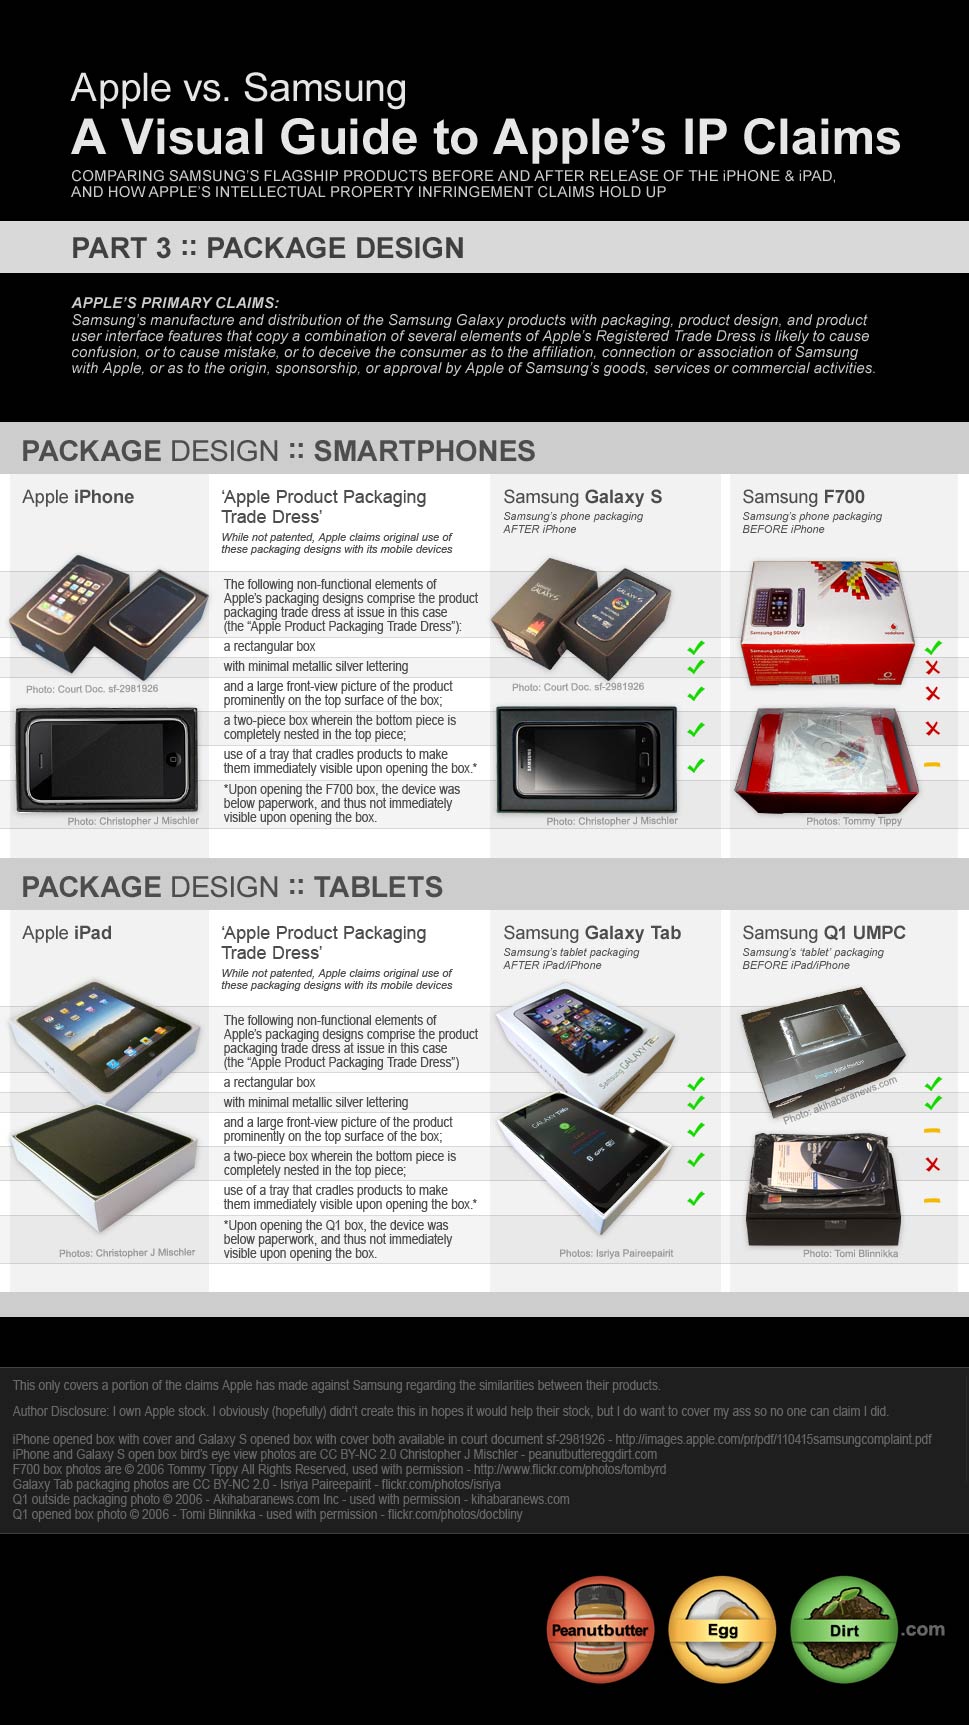 Apple vs. Samsung
A Visual Guide to Apple's IP Claims
COMPARING SAMSUNG'S FLAGSHIP PRODUCTS BEFORE AND AFTER RELEASE OF THE iPHONE & iPAD,
AND HOW APPLE'S INTELLECTUAL PROPERTY INFRINGEMENT CLAIMS HOLD UP
PART 3 :: PACKAGE DESIGN
APPLE'S PRIMARY CLAIMS:
Samsung's manufacture and distribution of the Samsung Galaxy products with packaging, product design, and product
user interface features that copy a combination of several elements of Apple's Registered Trade Dress is likely to cause
confusion, or to cause mistake, or to deceive the consumer as to the affiliation, connection or association of Samsung
with Apple, or as to the origin, sponsorship, or approval by Apple of Samsung's goods, services or commercial activities.
PACKAGE DESIGN :: SMARTPHONES
Apple iPhone
Photo: Court Doc. sf-2981926
Photo: Christopher J Mischler
'Apple Product Packaging
Trade Dress'
While not patented, Apple claims original use of
these packaging designs with its mobile devices
The following non-functional elements of
Apple's packaging designs comprise the product
packaging trade dress at issue in this case
(the "Apple Product Packaging Trade Dress"):
a rectangular box
with minimal metallic silver lettering
and a large front-view picture of the product
prominently on the top surface of the box;
a two-piece box wherein the bottom piece is
completely nested in the top piece;
use of a tray that cradles products to make
them immediately visible upon opening the box.*
*Upon opening the F700 box, the device was
below paperwork, and thus not immediately
visible upon opening the box.
Samsung Galaxy S
Samsung's phone packaging
AFTER iPhone
Samsung
GALAXY S
GALAXY S
Photo: Court Doc. sf-2981926
SAMSUNG
Photo: Christopher J Mischler
Samsung F700
Samsung's phone packaging
BEFORE iPhone
Samsung SGH-F700V
vodafone
Samsung SGH-F700V
vodafone
Photos: Tommy Tippy
PACKAGE DESIGN :: TABLETS
Apple iPad
Photos: Christopher J Mischler
'Apple Product Packaging
Trade Dress'
While not patented, Apple claims original use of
these packaging designs with its mobile devices
The following non-functional elements of
Apple's packaging designs comprise the product
packaging trade dress at issue in this case
(the "Apple Product Packaging Trade Dress")
a rectangular box
with minimal metallic silver lettering
and a large front-view picture of the product
prominently on the top surface of the box;
a two-piece box wherein the bottom piece is
completely nested in the top piece;
use of a tray that cradles products to make
them immediately visible upon opening the box.*
*Upon opening the Q1 box, the device was
below paperwork, and thus not immediately
visible upon opening the box.
Samsung Galaxy Tab
Samsung's tablet packaging
AFTER iPad/iPhone
Samsung GALAXY Ta
GALAXY Tab
Photos: Isriya Paireepairit
Samsung Q1 UMPC
Samsung's 'tablet' packaging
BEFORE iPad/iPhone
Photo: akihabaranews.com
Photo: Tomi Blinnikka
This only covers a portion of the claims Apple has made against Samsung regarding the similarities between their products.
Author Disclosure: I own Apple stock. I obviously (hopefully) didn't create this in hopes it would help their stock, but I do want to cover my ass so no one can claim I did.
iPhone opened box with cover and Galaxy S opened box with cover both available in court document sf-2981926 - http://images.apple.com/pr/pdf/110415samsungcomplaint.pdf
iPhone and Galaxy S open box bird's eye view photos are CC BY-NC 2.0 Christopher J Mischler - peanutbuttereggdirt.com
F700 box photos are © 2006 Tommy Tippy All Rights Reserved, used with permission - http://www.flickr.com/photos/tombyrd
Galaxy Tab packaging photos are CC BY-NC 2.0 - Isriya Paireepairit - flickr.com/photos/isriya
Q1 outside packaging photo © 2006 - Akihabaranews.com Inc - used with permission - kihabaranews.com
Q1 opened box photo © 2006 - Tomi Blinnikka - used with permission - flickr.com/photos/docbliny
Peanutbutter Egg Dirt .com